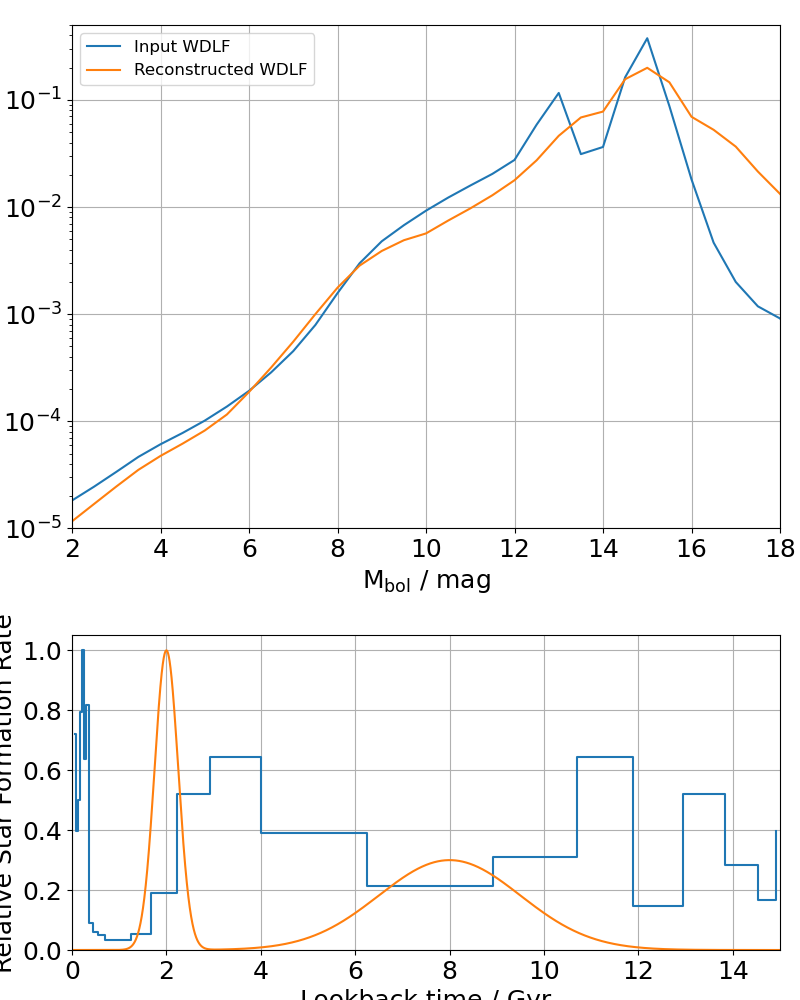 Input WDLF
Reconstructed WDLF
10⁻¹
10⁻²
10⁻³
10⁻⁴
10⁻⁵
2 4 6 8 10 12 14 16 18
M_bol / mag
Relative Star Formation Rate
1.0
0.8
0.6
0.4
0.2
0.0
0 2 4 6 8 10 12 14
Lookback time / Gyr